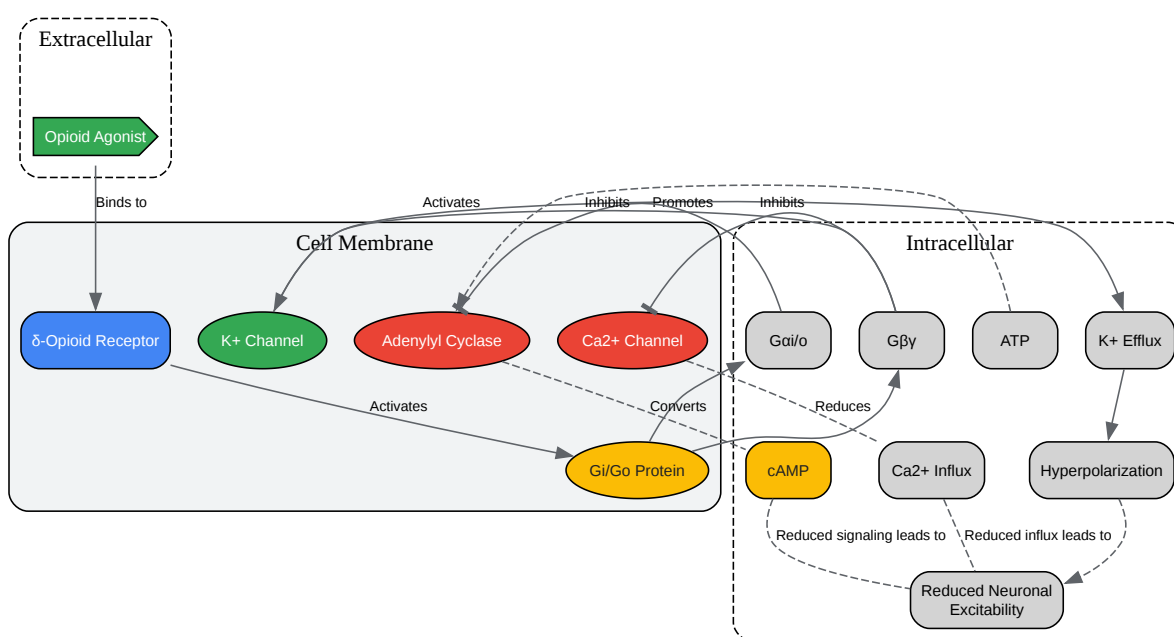 Extracellular
Opioid Agonist
Binds to
Activates
Inhibits
Promotes
Inhibits
Cell Membrane
Intracellular
δ-Opioid Receptor
K+ Channel
Adenylyl Cyclase
Ca2+ Channel
Gαi/o
Gβγ
ATP
K+ Efflux
Activates
Converts
Reduces
Gi/Go Protein
cAMP
Ca2+ Influx
Hyperpolarization
Reduced signaling leads to
Reduced influx leads to
Reduced Neuronal
Excitability